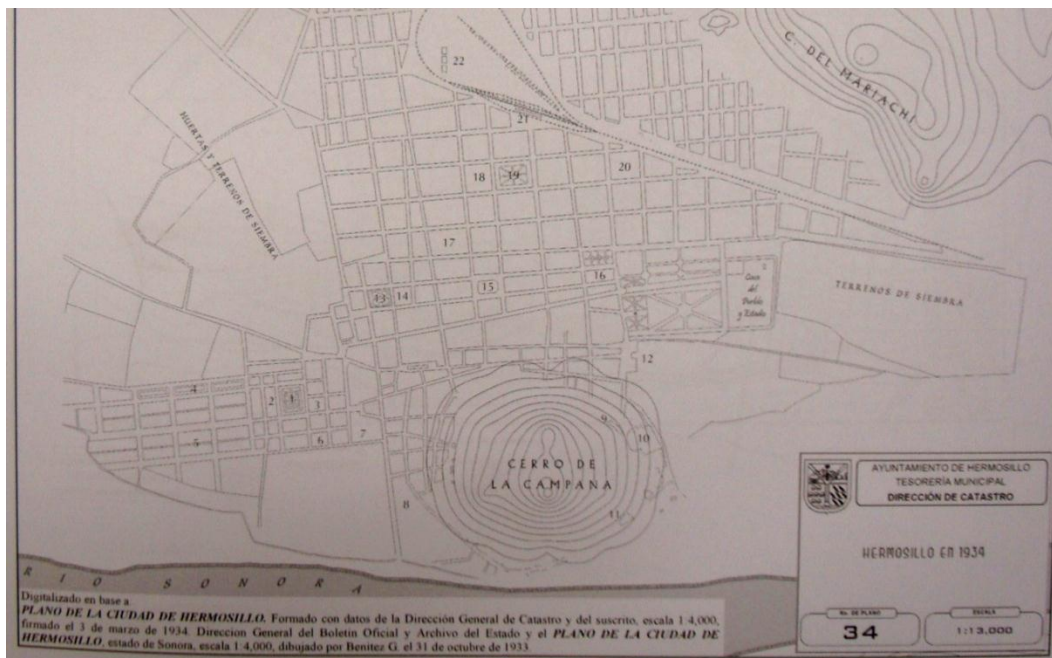 22
C. DEL MARIACHI
HUERTAS Y TERRENOS DE SIEMBRA
21
18
19
20
17
16
15
13
14
Casa
del
Pueblo
y Estadio
TERRENOS DE SIEMBRA
12
4
2
1
3
9
5
6
7
10
CERRO DE
LA CAMPANA
8
11
RIO SONORA
AYUNTAMIENTO DE HERMOSILLO
TESORERÍA MUNICIPAL
DIRECCIÓN DE CATASTRO
HERMOSILLO EN 1934
No. DE PLANO
34
ESCALA
1:13,000
Digitalizado en base a
PLANO DE LA CIUDAD DE HERMOSILLO. Formado con datos de la Dirección General de Catastro y del suscrito, escala 1 4,000,
firmado el 3 de marzo de 1934. Direccion General del Boletin Oficial y Archivo del Estado y el PLANO DE LA CIUDAD DE
HERMOSILLO, estado de Sonora, escala 1 4,000, dibujado por Benitez G. el 31 de octubre de 1933.